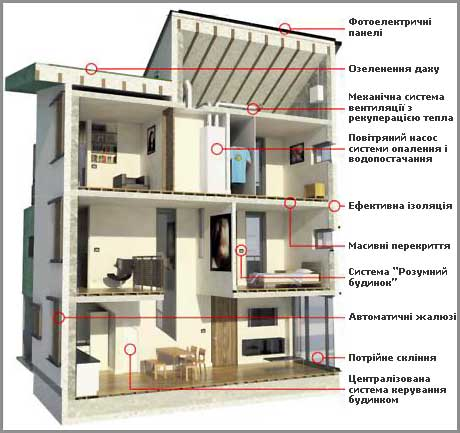 Фотоелектричні
панелі
Озеленення даху
Механічна система
вентиляції з
рекуперацією тепла
Повітряний насос
системи опалення і
водопостачання
Ефективна ізоляція
Масивні перекриття
Система "Розумний
будинок"
Автоматичні жалюзі
Потрійне скління
Централізована
система керування
будинком